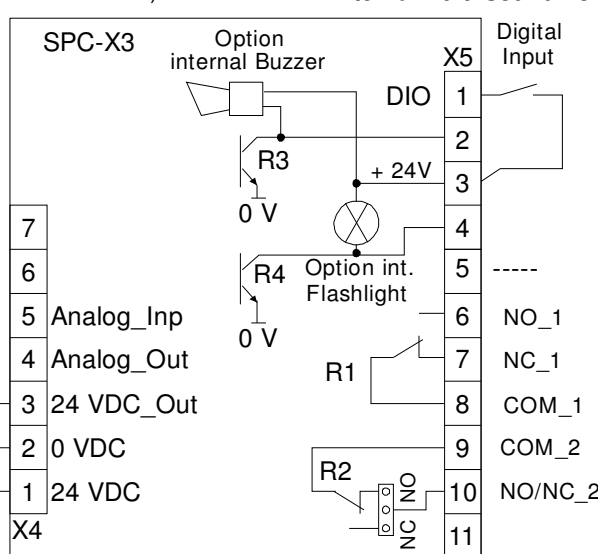 SPC-X3
Option
internal Buzzer
Digital
Input
X5
DIO
1
2
3
4
5
6
7
8
9
10
11
R3
+ 24V
0 V
R4
Option int.
Flashlight
0 V
-----
NO_1
R1
NC_1
COM_1
COM_2
R2
NO
NC
NO/NC_2
7
6
5 Analog_Inp
4 Analog_Out
3 24 VDC_Out
2 0 VDC
1 24 VDC
X4